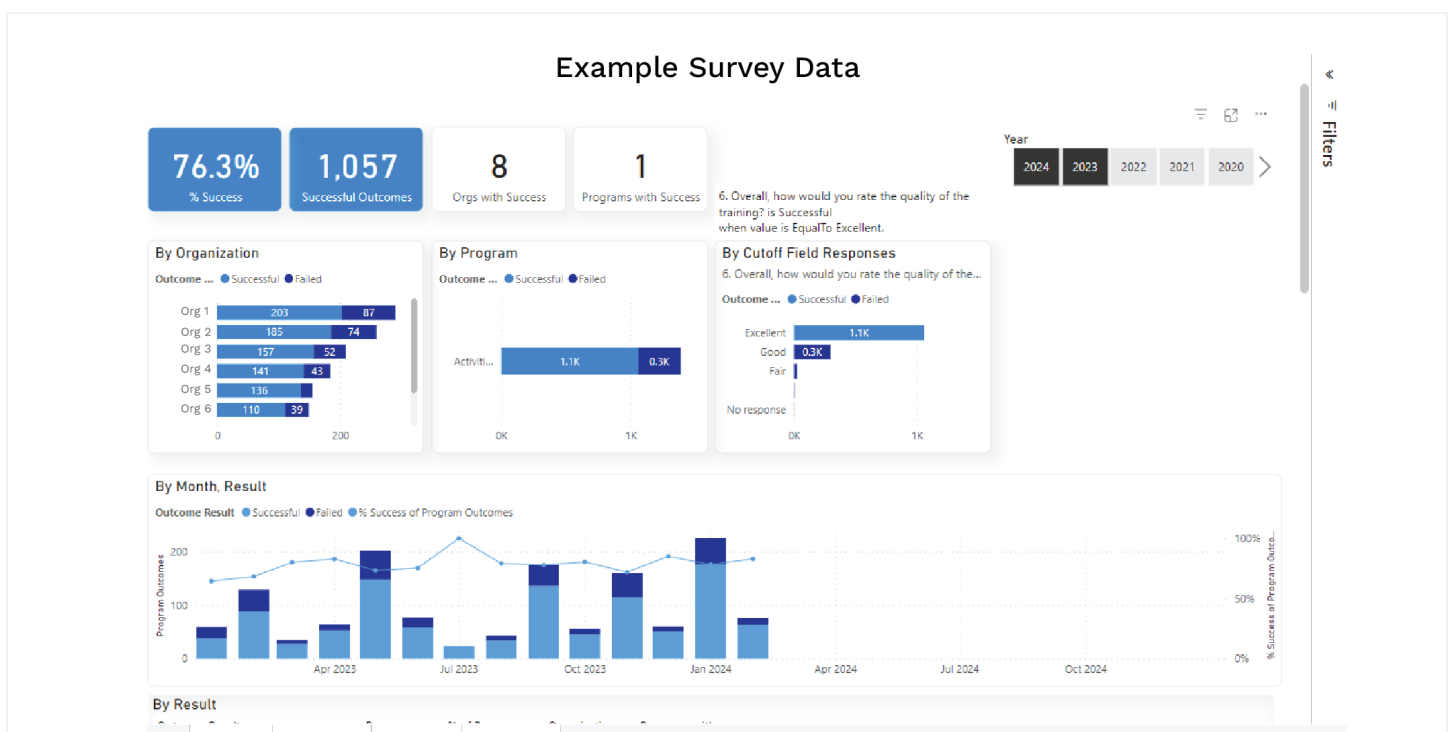 Example Survey Data
Filters
76.3%
% Success
1,057
Successful Outcomes
8
Orgs with Success
1
Programs with Success
6. Overall, how would you rate the quality of the
training? is Successful
when value is EqualTo Excellent.
Year
2024 2023 2022 2021 2020
By Organization
Outcome ... Successful Failed
Org 1 203 87
Org 2 185 74
Org 3 157 52
Org 4 141 43
Org 5 136
Org 6 110 39
0 200
By Program
Outcome ... Successful Failed
Activiti... 1.1K 0.3K
0K 1K
By Cutoff Field Responses
6. Overall, how would you rate the quality of the...
Outcome ... Successful Failed
Excellent 1.1K
Good 0.3K
Fair
No response
0K 1K
By Month, Result
Outcome Result Successful Failed % Success of Program Outcomes
Program Outcomes
200
100
0
100%
50%
0%
% Success of Program Outco...
Apr 2023 Jul 2023 Oct 2023 Jan 2024 Apr 2024 Jul 2024 Oct 2024
By Result